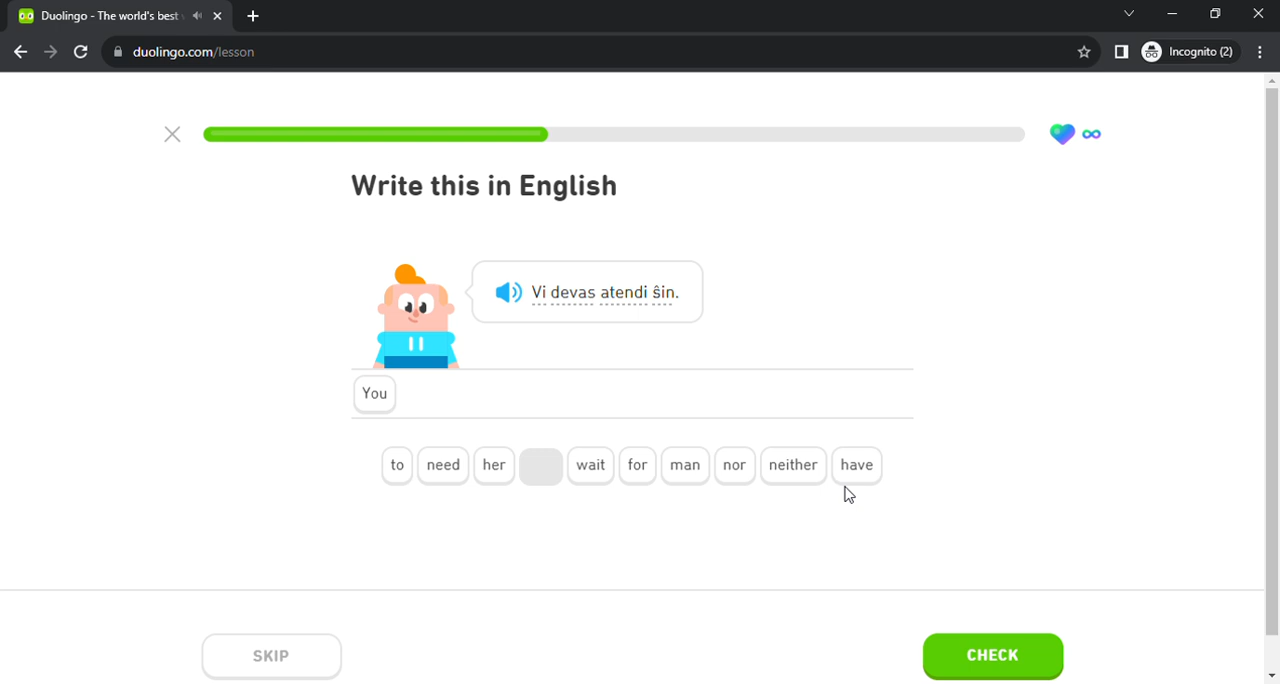 Duolingo - The world's best
duolingo.com/lesson
Incognito (2)
Write this in English
Vi devas atendi ŝin.
You
to need her wait for man nor neither have
SKIP
CHECK